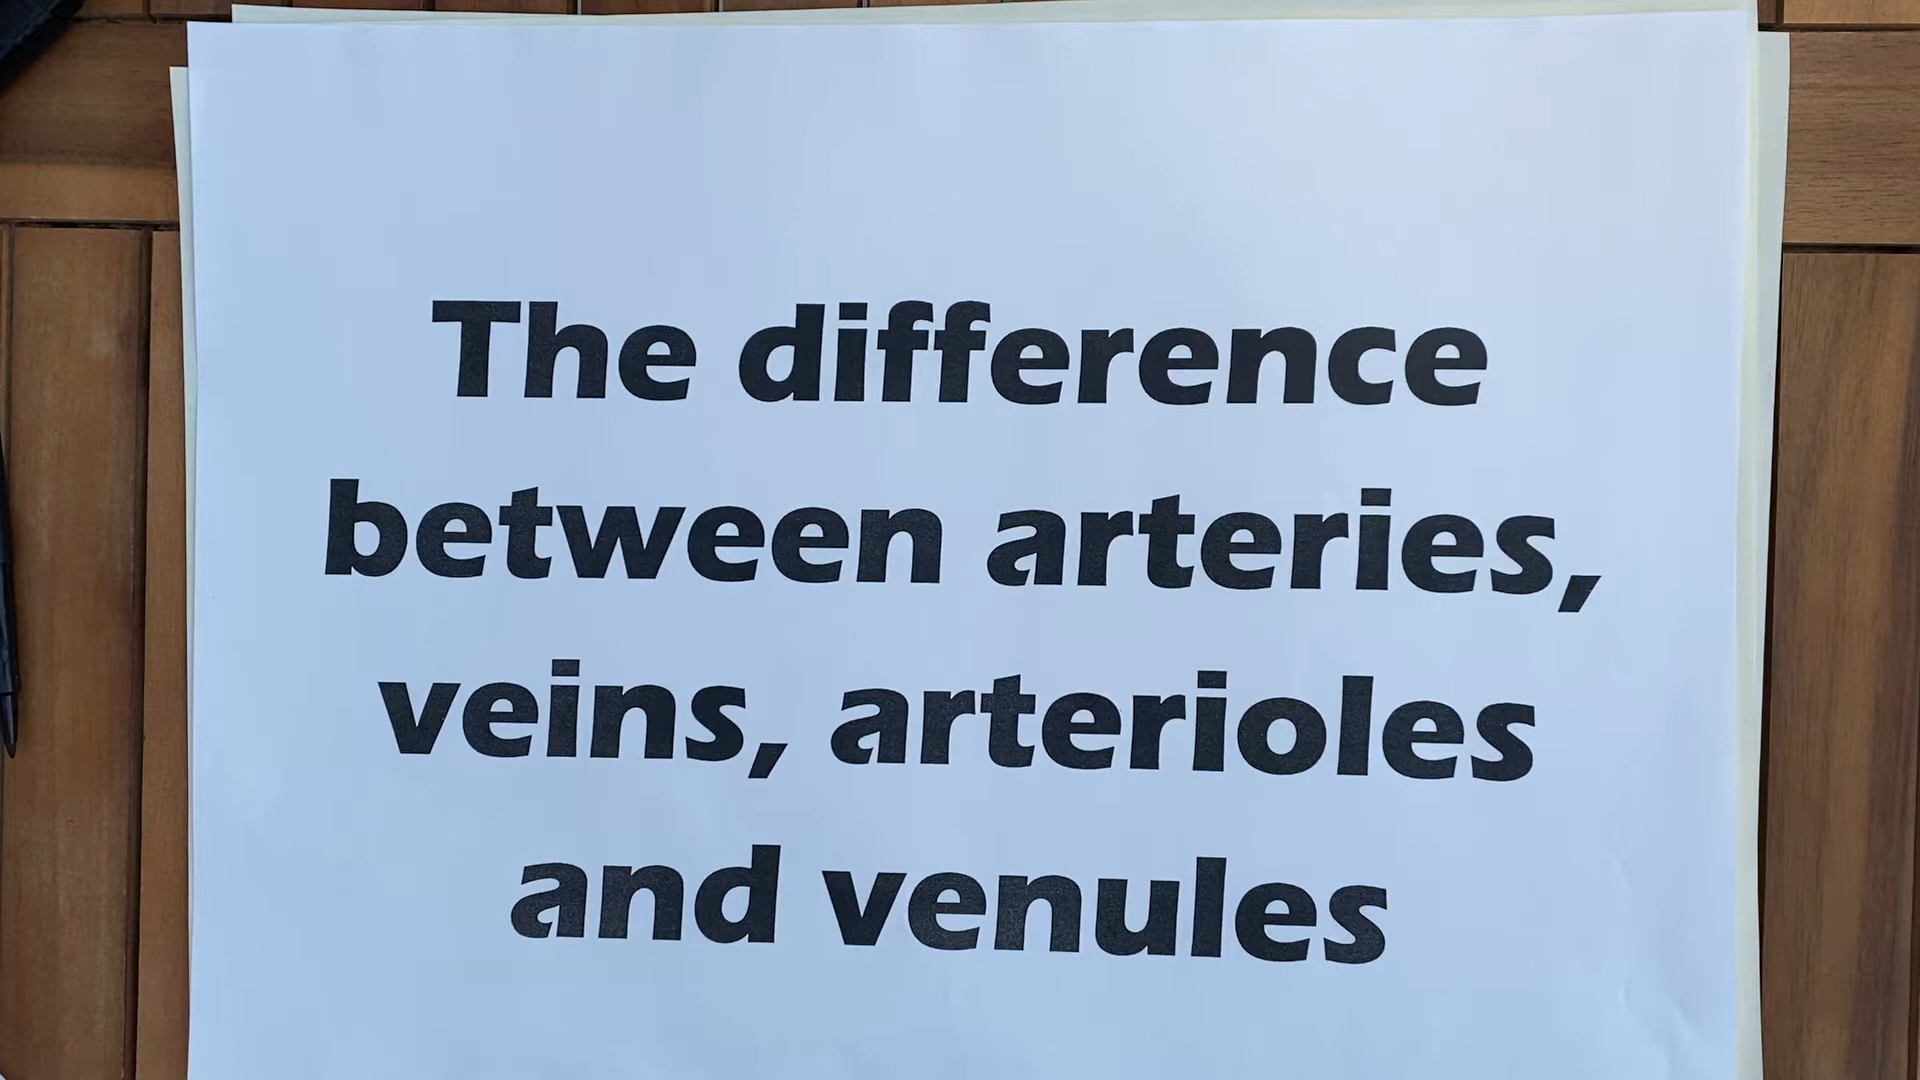 The difference
between arteries,
veins, arterioles
and venules